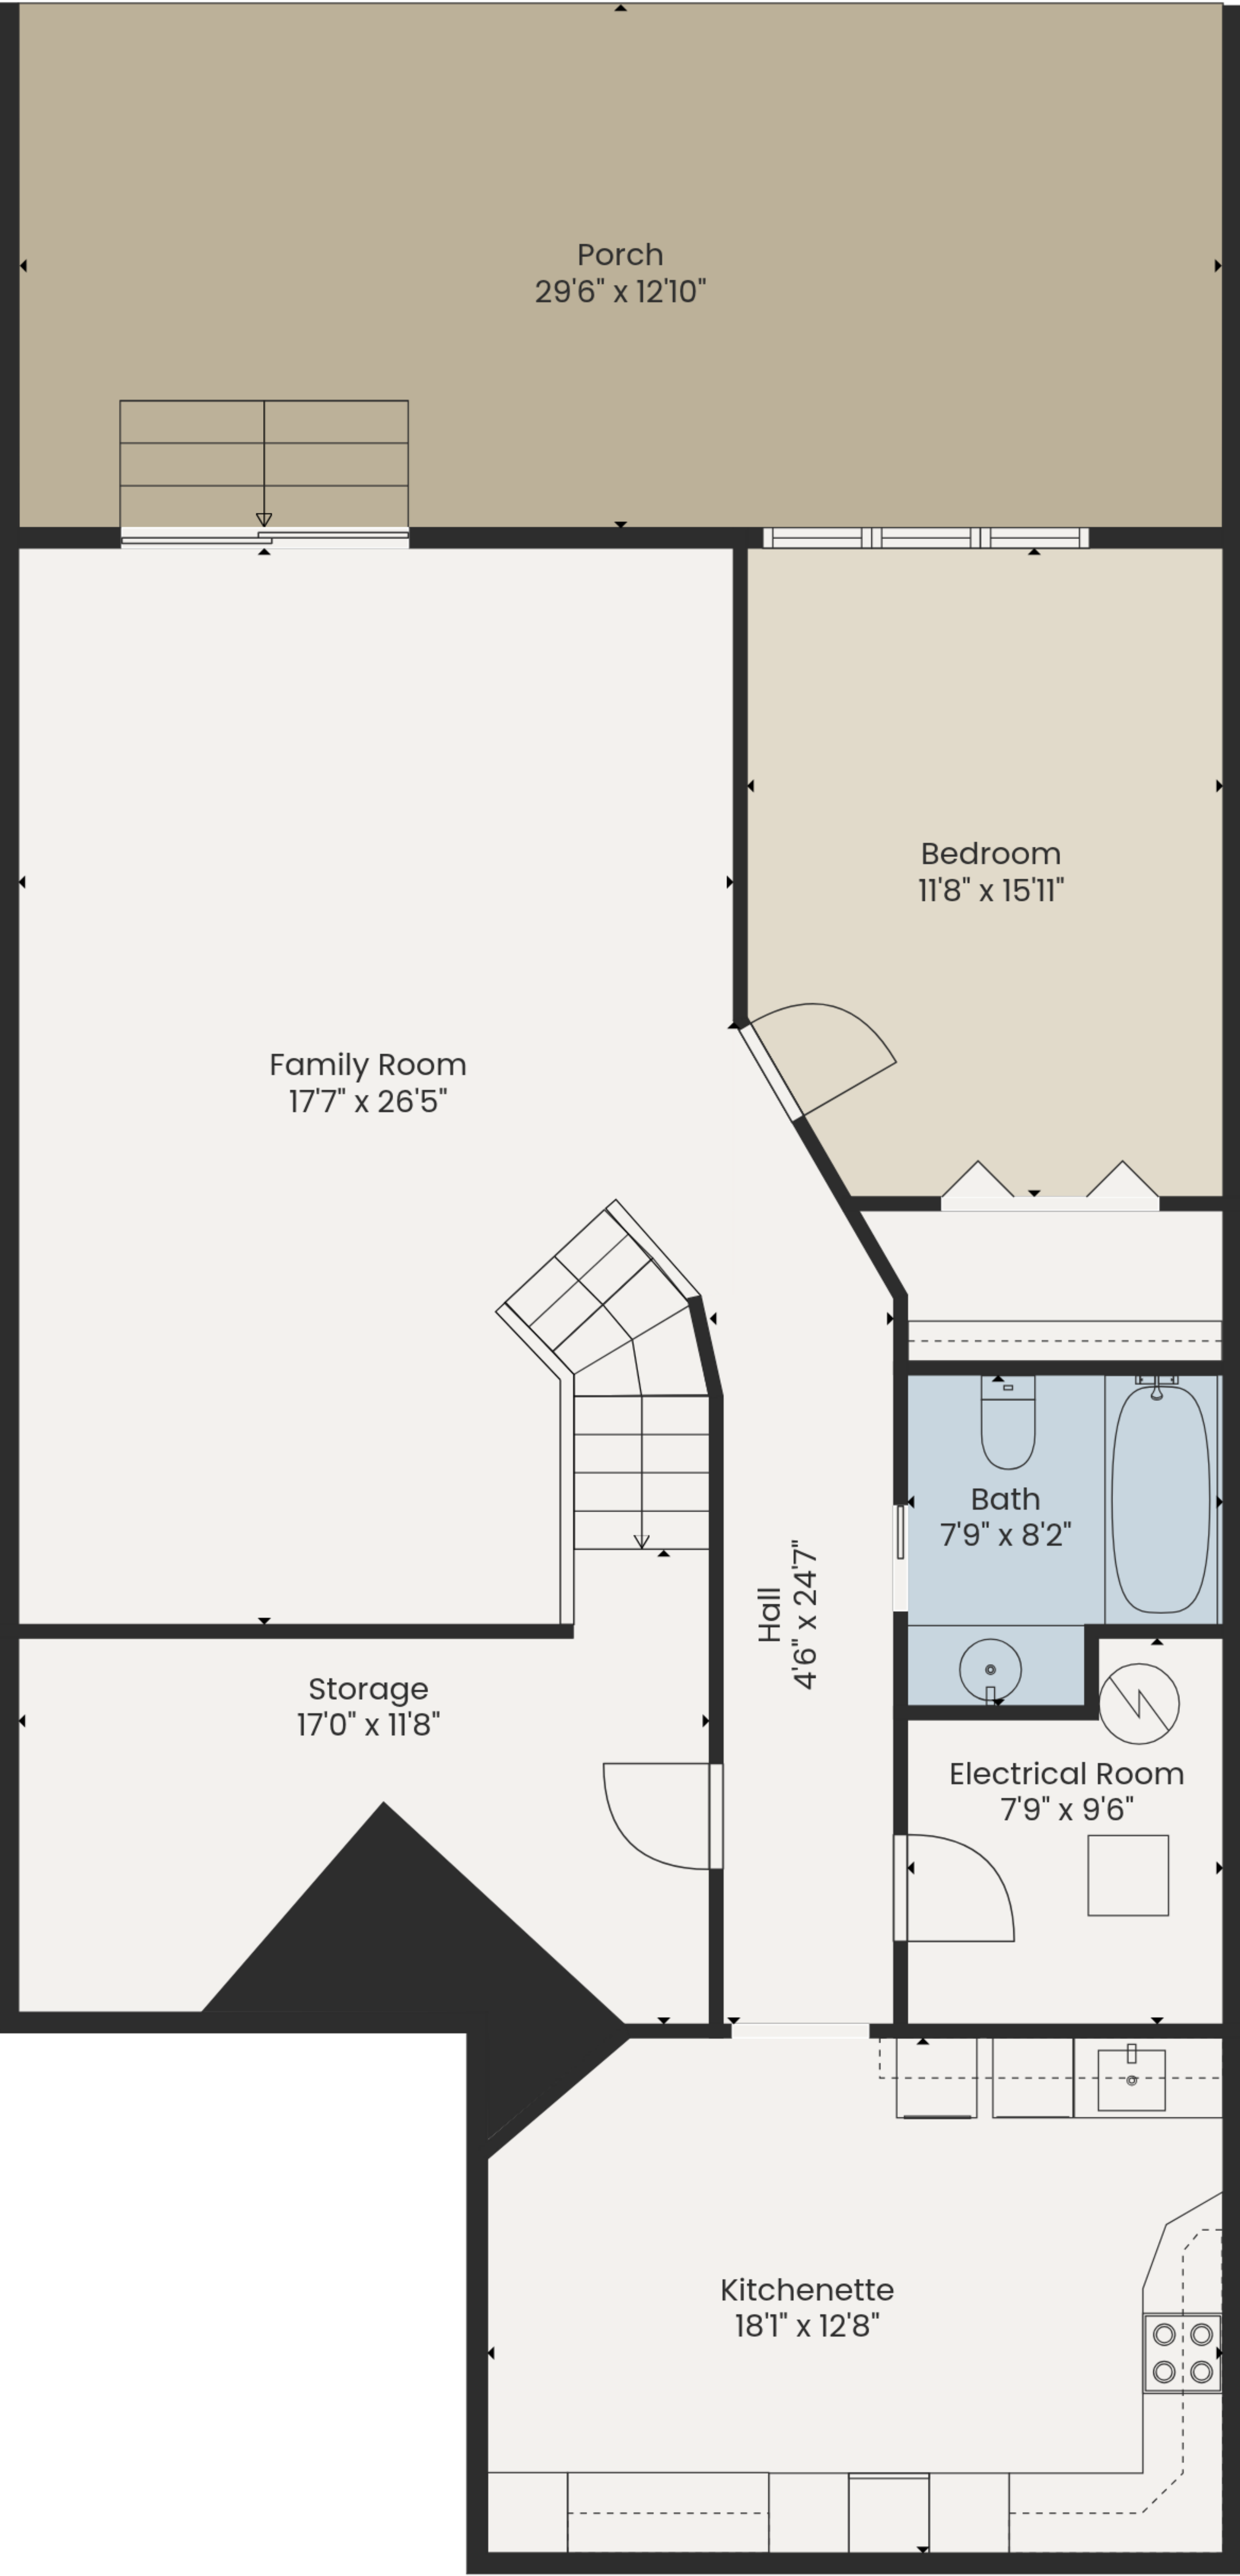 Porch
29'6" x 12'10"
Bedroom
11'8" x 15'11"
Family Room
17'7" x 26'5"
Bath
7'9" x 8'2"
Hall
4'6" x 24'7"
Storage
17'0" x 11'8"
Electrical Room
7'9" x 9'6"
Kitchenette
18'1" x 12'8"